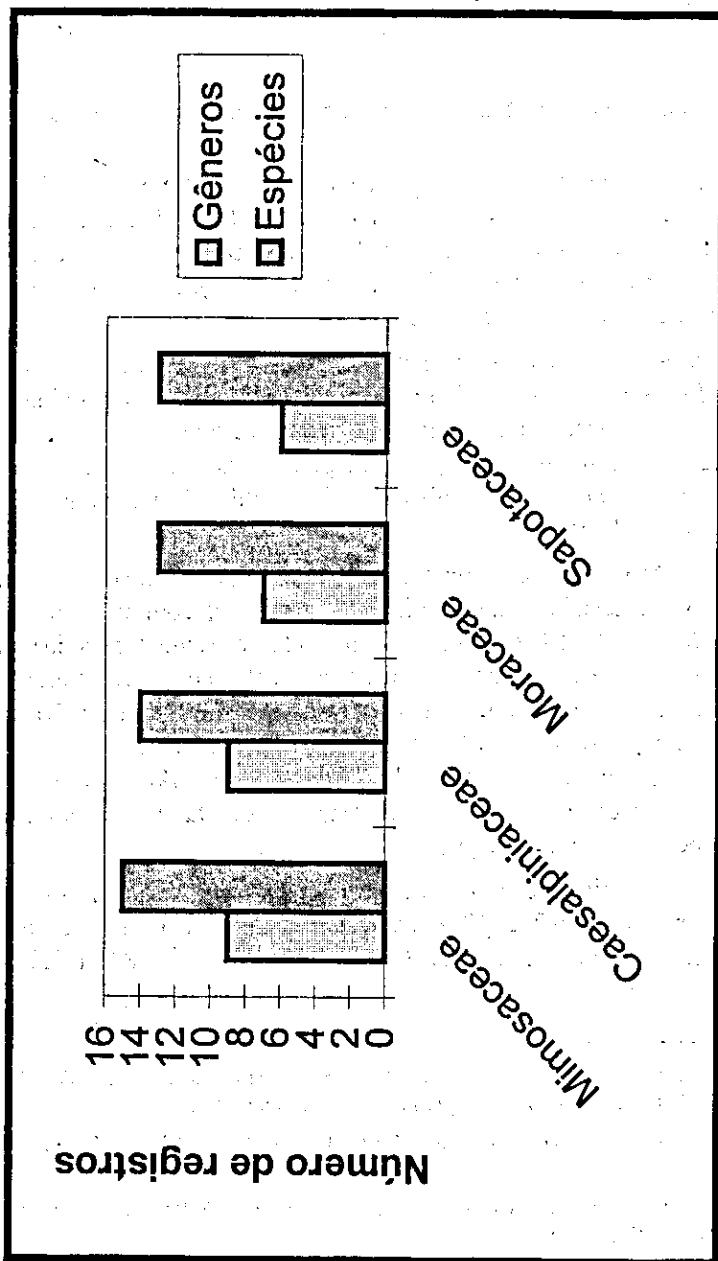 Número de registros
16
14
12
10
8
6
4
2
0
Mimosaceae
Caesalpiniaceae
Moraceae
Sapotaceae
Gêneros
Espécies